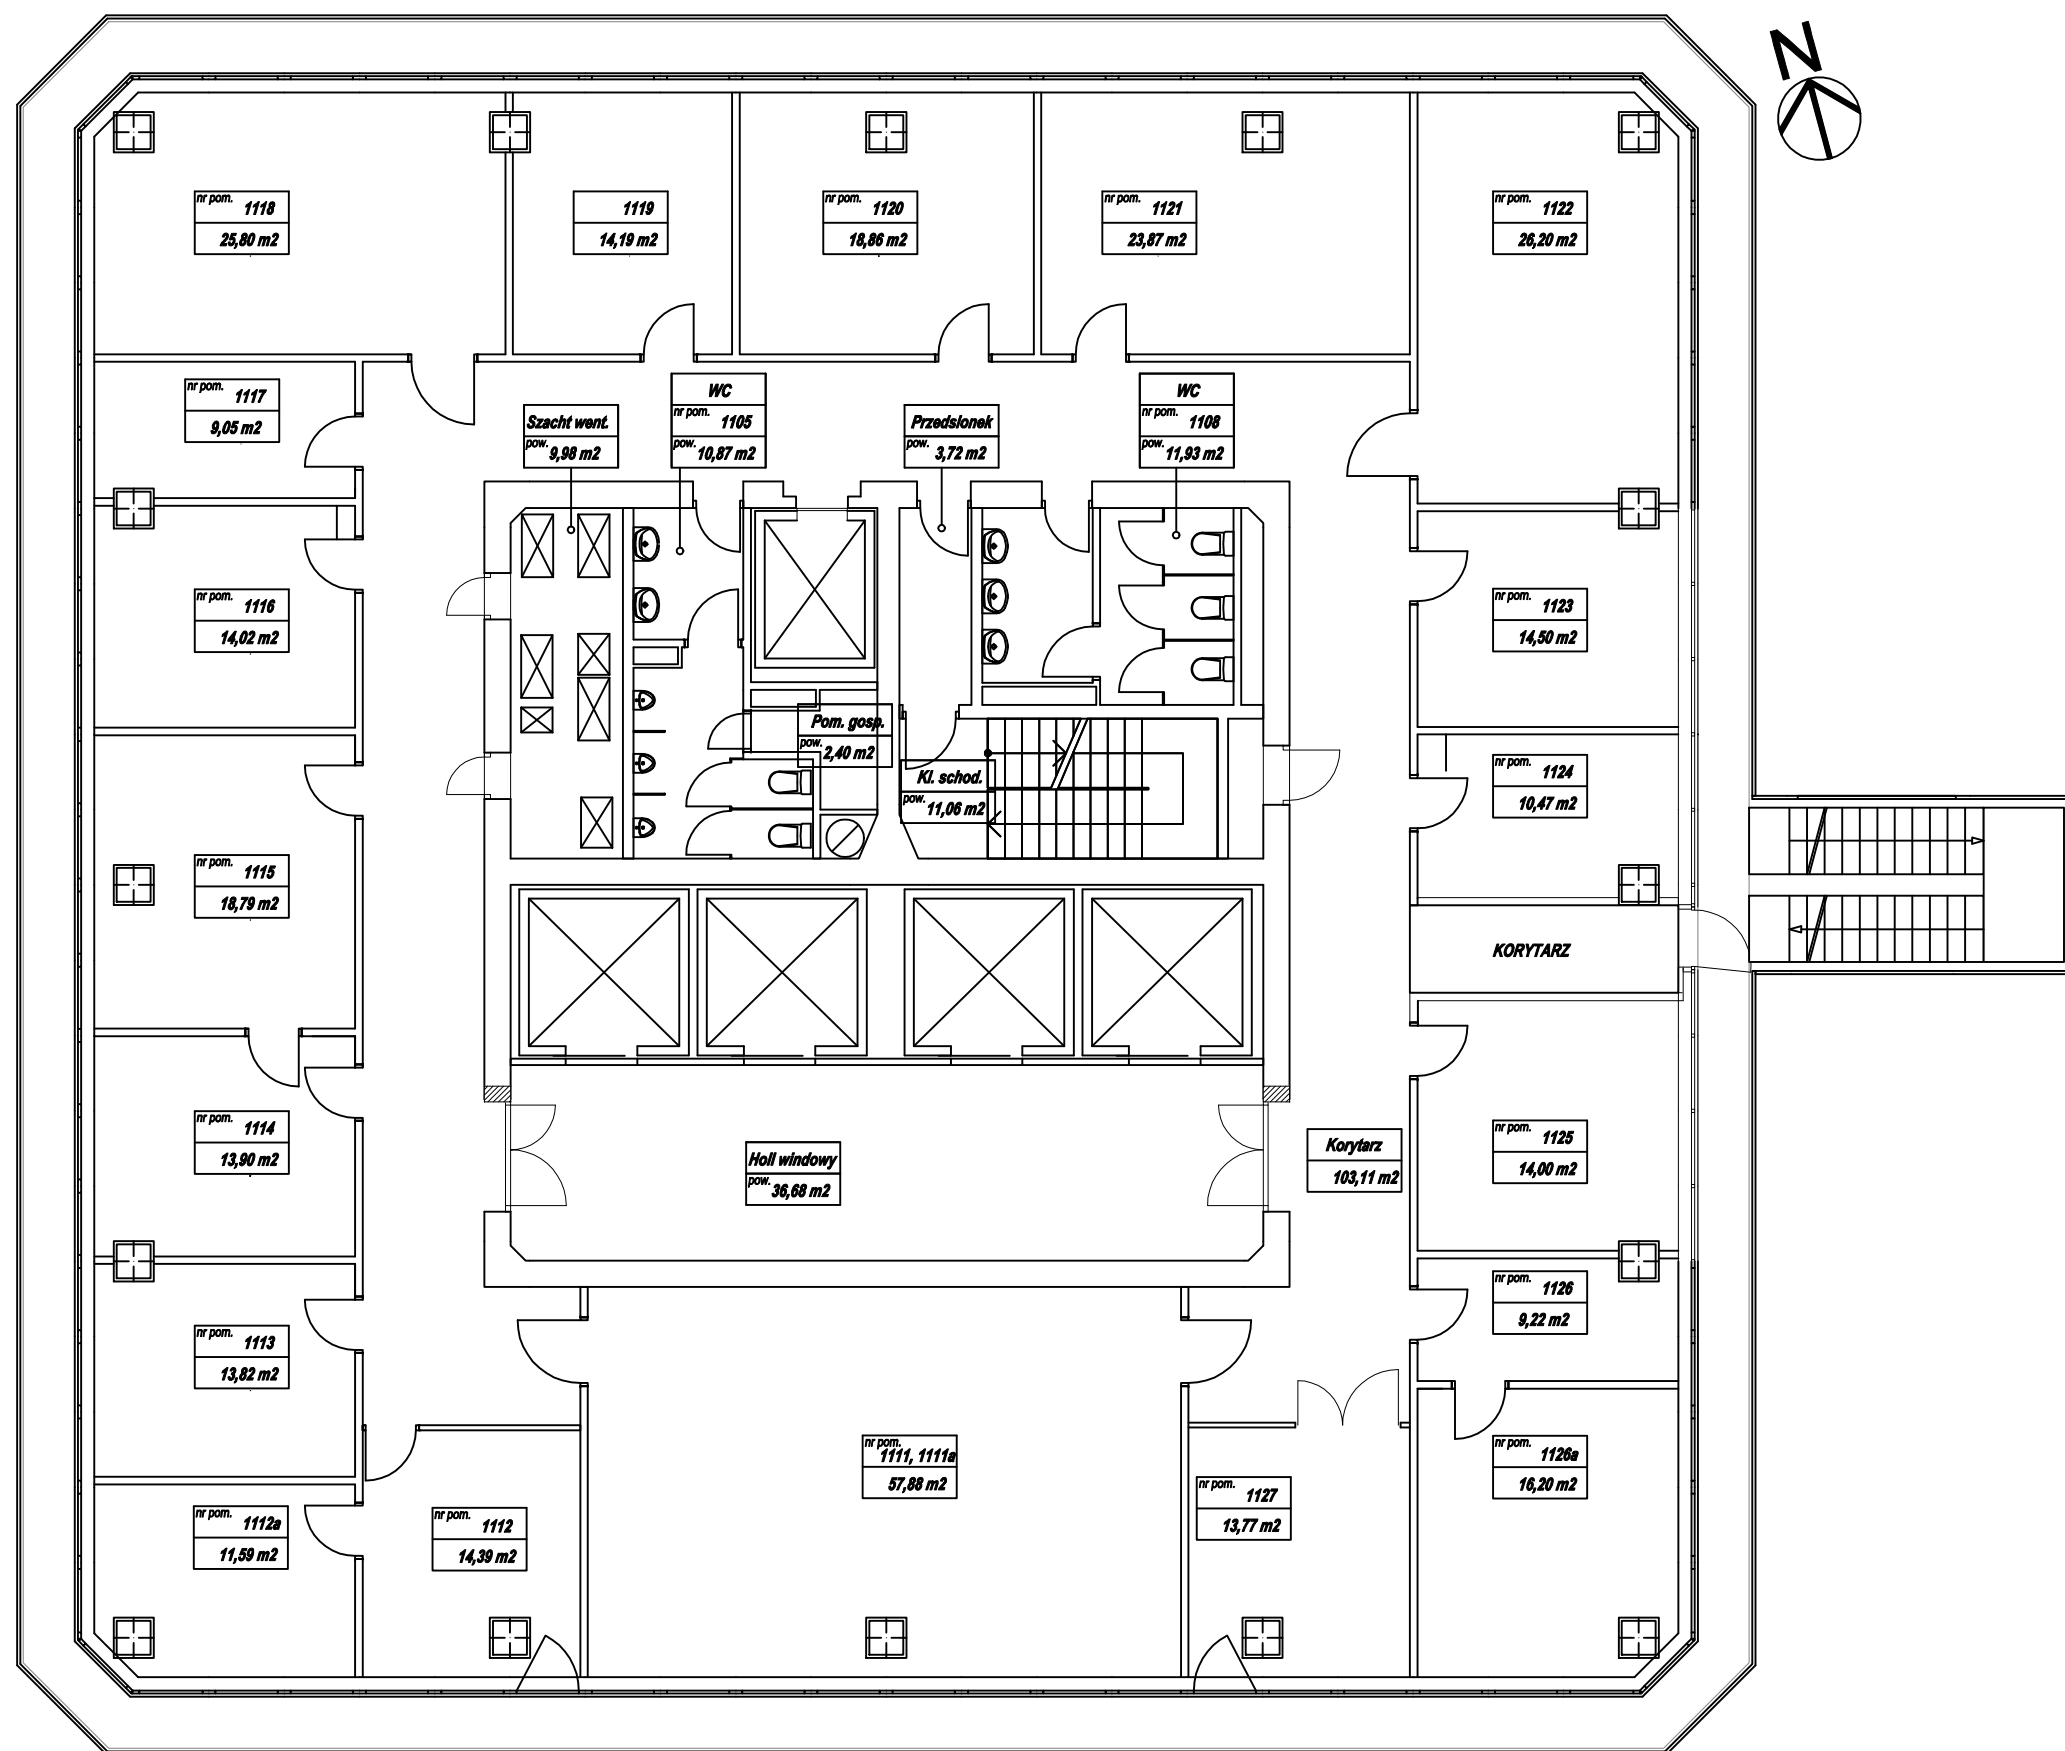 N
nr pom. 1118
25,80 m2
1119
14,19 m2
nr pom. 1120
18,86 m2
nr pom. 1121
23,87 m2
nr pom. 1122
26,20 m2
nr pom. 1117
9,05 m2
Szacht went.
pow. 9,98 m2
WC
nr pom. 1105
pow. 10,87 m2
Przedsionek
pow. 3,72 m2
WC
nr pom. 1108
pow. 11,93 m2
nr pom. 1116
14,02 m2
nr pom. 1123
14,50 m2
Pom. gosp.
pow. 2,40 m2
Kl. schod.
pow. 11,06 m2
nr pom. 1124
10,47 m2
nr pom. 1115
18,79 m2
KORYTARZ
nr pom. 1114
13,90 m2
Holl windowy
pow. 36,68 m2
Korytarz
103,11 m2
nr pom. 1125
14,00 m2
nr pom. 1126
9,22 m2
nr pom. 1113
13,82 m2
nr pom. 1111, 1111a
57,88 m2
nr pom. 1126a
16,20 m2
nr pom. 1127
13,77 m2
nr pom. 1112a
11,59 m2
nr pom. 1112
14,39 m2